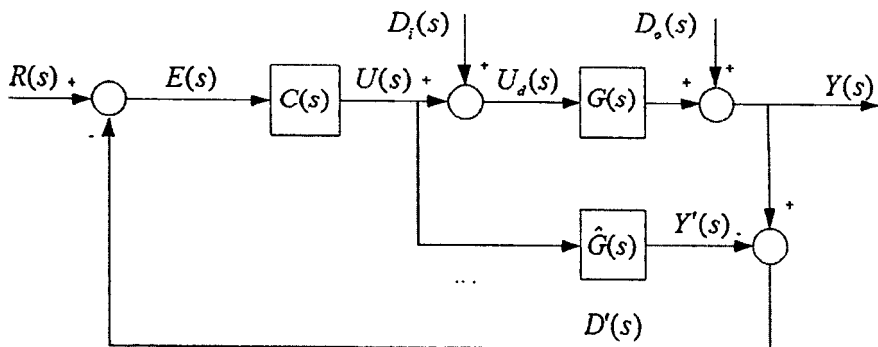 D_i(s) D_o(s)
R(s) + E(s) C(s) U(s) + + U_d(s) G(s) + + Y(s)
-
Ĝ(s) Y'(s) - +
...
D'(s)